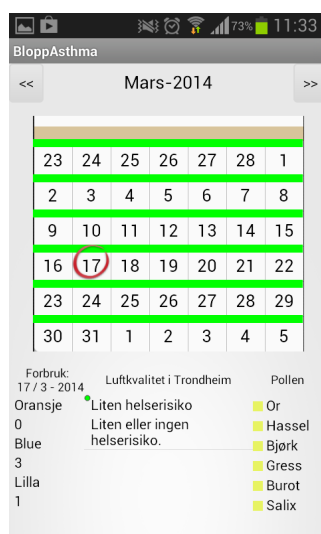 73% 11:33
BloppAsthma
<< Mars-2014 >>
23 24 25 26 27 28 1
2 3 4 5 6 7 8
9 10 11 12 13 14 15
16 17 18 19 20 21 22
23 24 25 26 27 28 29
30 31 1 2 3 4 5
Forbruk:
17 / 3 - 2014
Oransje
0
Blue
3
Lilla
1
Luftkvalitet i Trondheim
Liten helserisiko
Liten eller ingen
helserisiko.
Pollen
Or
Hassel
Bjørk
Gress
Burot
Salix